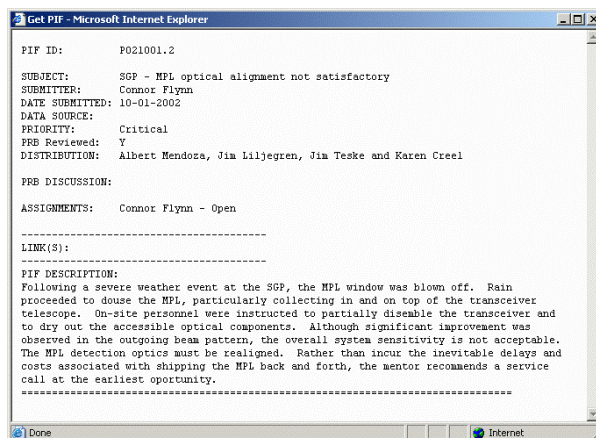 Get PIF - Microsoft Internet Explorer
PIF ID: P021001.2
SUBJECT: SGP - MPL optical alignment not satisfactory
SUBMITTER: Connor Flynn
DATE SUBMITTED: 10-01-2002
DATA SOURCE:
PRIORITY: Critical
PRB Reviewed: Y
DISTRIBUTION: Albert Mendoza, Jim Liljegren, Jim Teske and Karen Creel
PRB DISCUSSION:
ASSIGNMENTS: Connor Flynn - Open
----------------------------------------
LINK(S):
----------------------------------------
PIF DESCRIPTION:
Following a severe weather event at the SGP, the MPL window was blown off. Rain
proceeded to douse the MPL, particularly collecting in and on top of the transceiver
telescope. On-site personnel were instructed to partially disemble the transceiver and
to dry out the accessible optical components. Although significant improvement was
observed in the outgoing beam pattern, the overall system sensitivity is not acceptable.
The MPL detection optics must be realigned. Rather than incur the inevitable delays and
costs associated with shipping the MPL back and forth, the mentor recommends a service
call at the earliest oportunity.
================================================================================
Done Internet